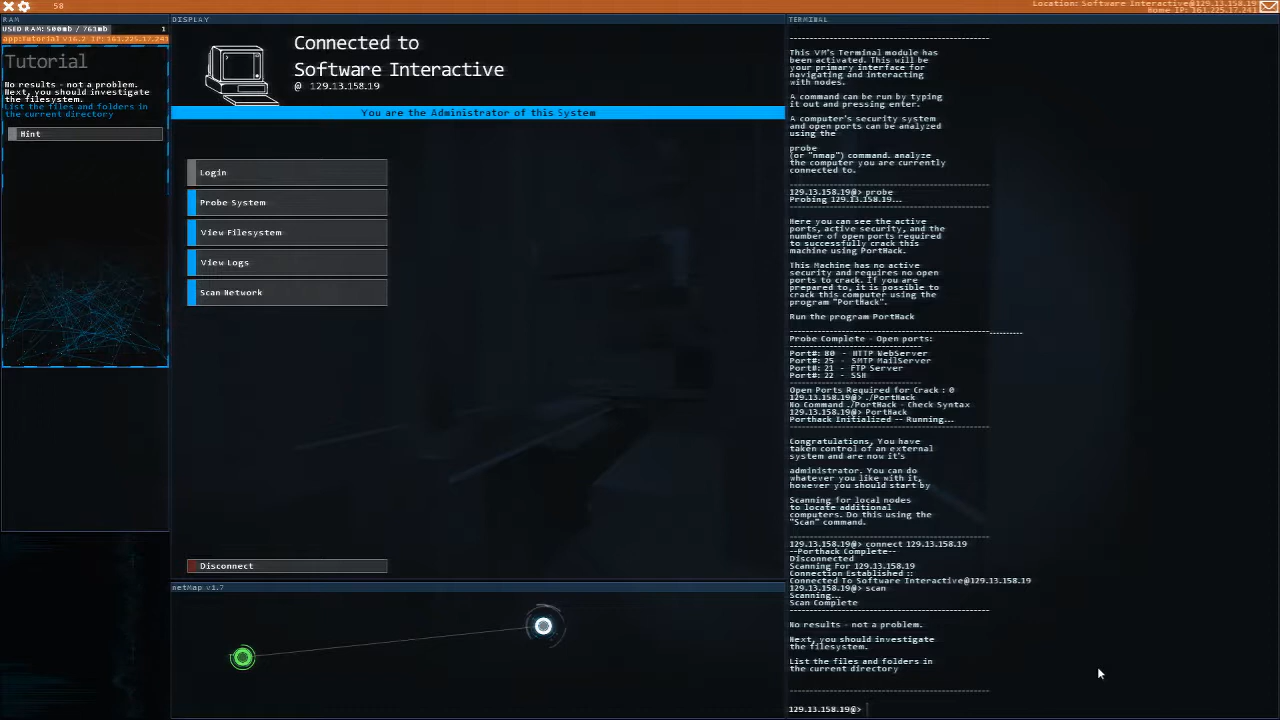 58
Location: Software Interactive@129.13.158.19
Home IP: 161.225.17.241
RAM
USED RAM: 500mb / 761mb
1
app:Tutorial v16.2 IP: 161.225.17.241
Tutorial
No results - not a problem.
Next, you should investigate
the filesystem.
List the files and folders in
the current directory
Hint
DISPLAY
Connected to
Software Interactive
@ 129.13.158.19
You are the Administrator of this System
Login
Probe System
View Filesystem
View Logs
Scan Network
Disconnect
netMap v1.7
TERMINAL
This VM's Terminal module has
been activated. This will be
your primary interface for
navigating and interacting
with nodes.
A command can be run by typing
it out and pressing enter.
A computer's security system
and open ports can be analyzed
using the
probe
(or "nmap") command. analyze
the computer you are currently
connected to.
129.13.158.19@> probe
Probing 129.13.158.19...
Here you can see the active
ports, active security, and the
number of open ports required
to successfully crack this
machine using PortHack.
This Machine has no active
security and requires no open
ports to crack. If you are
prepared to, it is possible to
crack this computer using the
program "PortHack".
Run the program PortHack
Probe Complete - Open ports:
Port#: 80 - HTTP WebServer
Port#: 25 - SMTP MailServer
Port#: 21 - FTP Server
Port#: 22 - SSH
Open Ports Required for Crack : 0
129.13.158.19@> ./PortHack
No Command ./PortHack - Check Syntax
129.13.158.19@> PortHack
Porthack Initialized -- Running...
Congratulations, You have
taken control of an external
system and are now it's
administrator. You can do
whatever you like with it,
however you should start by
Scanning for local nodes
to locate additional
computers. Do this using the
"Scan" command.
129.13.158.19@> connect 129.13.158.19
--Porthack Complete--
Disconnected
Scanning For 129.13.158.19
Connection Established ::
Connected To Software Interactive@129.13.158.19
129.13.158.19@> scan
Scanning...
Scan Complete
No results - not a problem.
Next, you should investigate
the filesystem.
List the files and folders in
the current directory
129.13.158.19@>